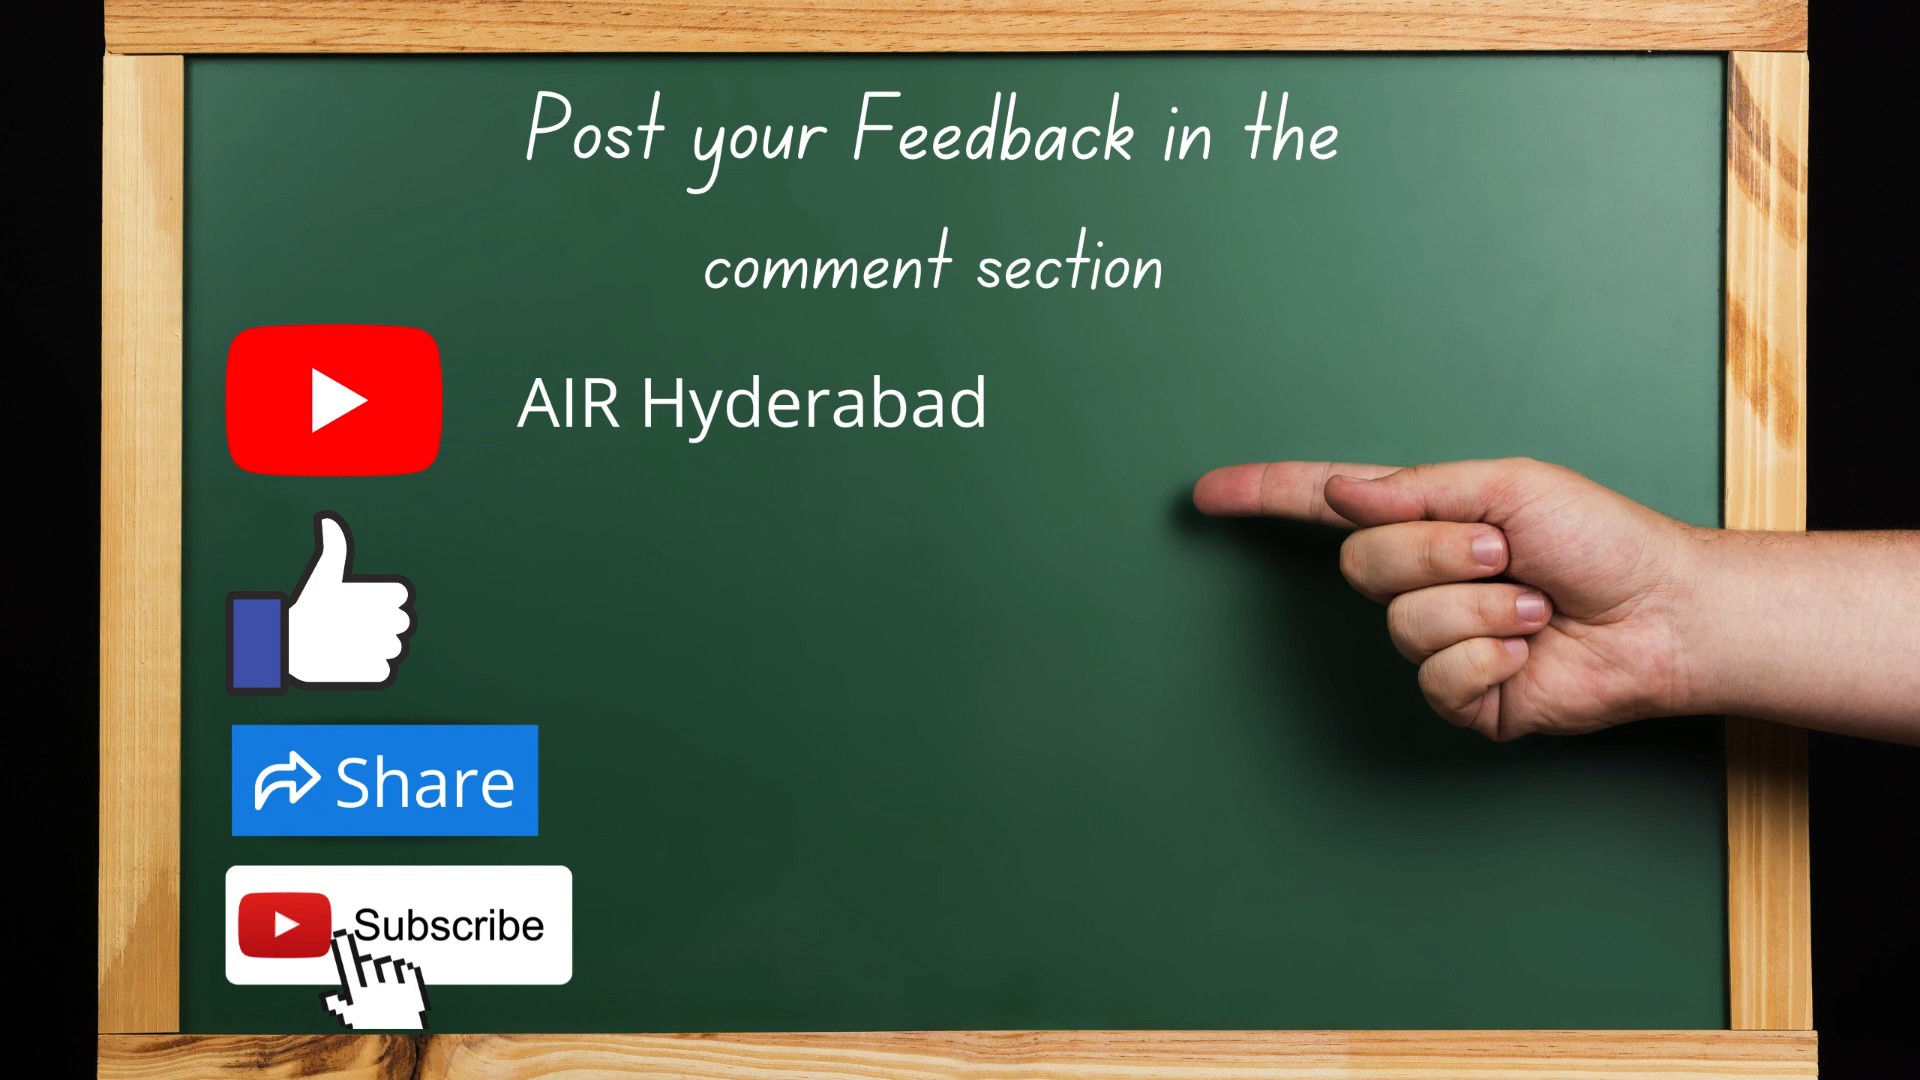 Post your Feedback in the
comment section
AIR Hyderabad
Share
Subscribe